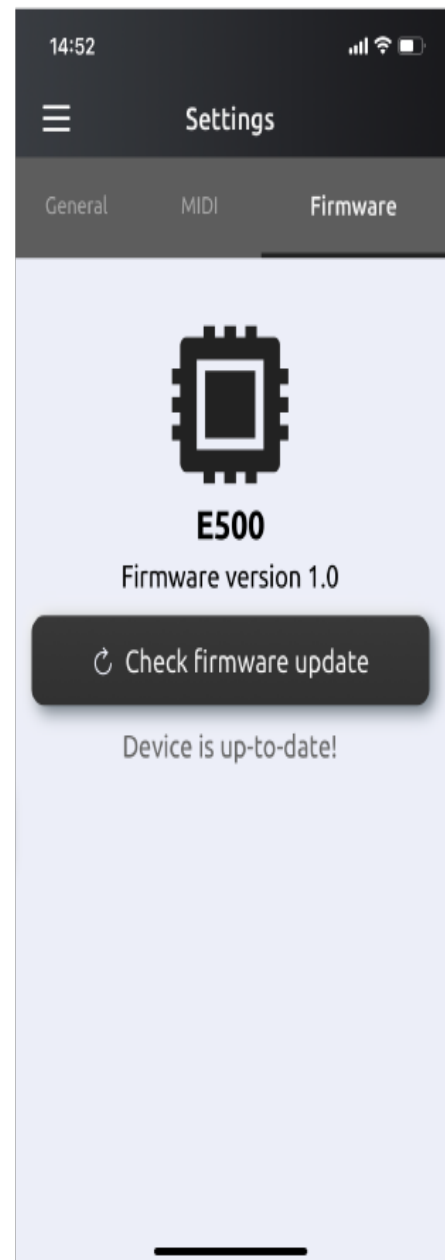 14:52
Settings
General MIDI Firmware
E500
Firmware version 1.0
Check firmware update
Device is up-to-date!